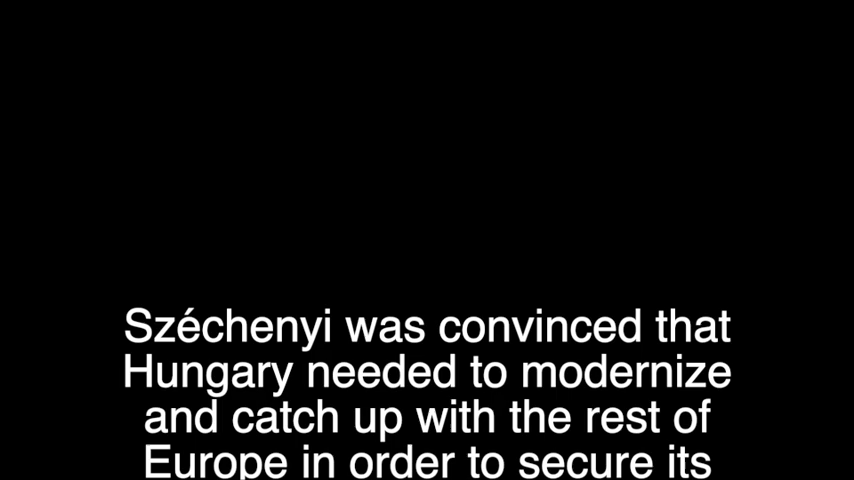 Széchenyi was convinced that
Hungary needed to modernize
and catch up with the rest of
Europe in order to secure its